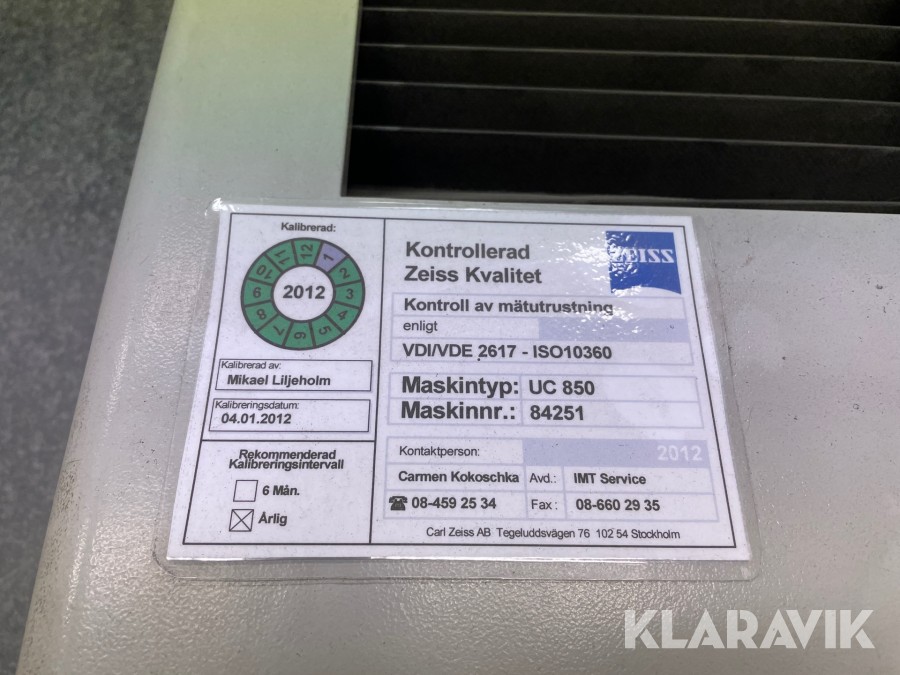 Kalibrerad:
12
1
2
3
4
5
6
7
8
9
10
11
2012
Kalibrerad av:
Mikael Liljeholm
Kalibreringsdatum:
04.01.2012
Rekommenderad
Kalibreringsintervall
6 Mån.
Årlig
Kontrollerad
Zeiss Kvalitet
ZEISS
Kontroll av mätutrustning
enligt
VDI/VDE 2617 - ISO10360
Maskintyp: UC 850
Maskinnr.: 84251
Kontaktperson: 2012
Carmen Kokoschka Avd.: IMT Service
☎ 08-459 25 34 Fax : 08-660 29 35
Carl Zeiss AB Tegeluddsvägen 76 102 54 Stockholm
KLARAVIK